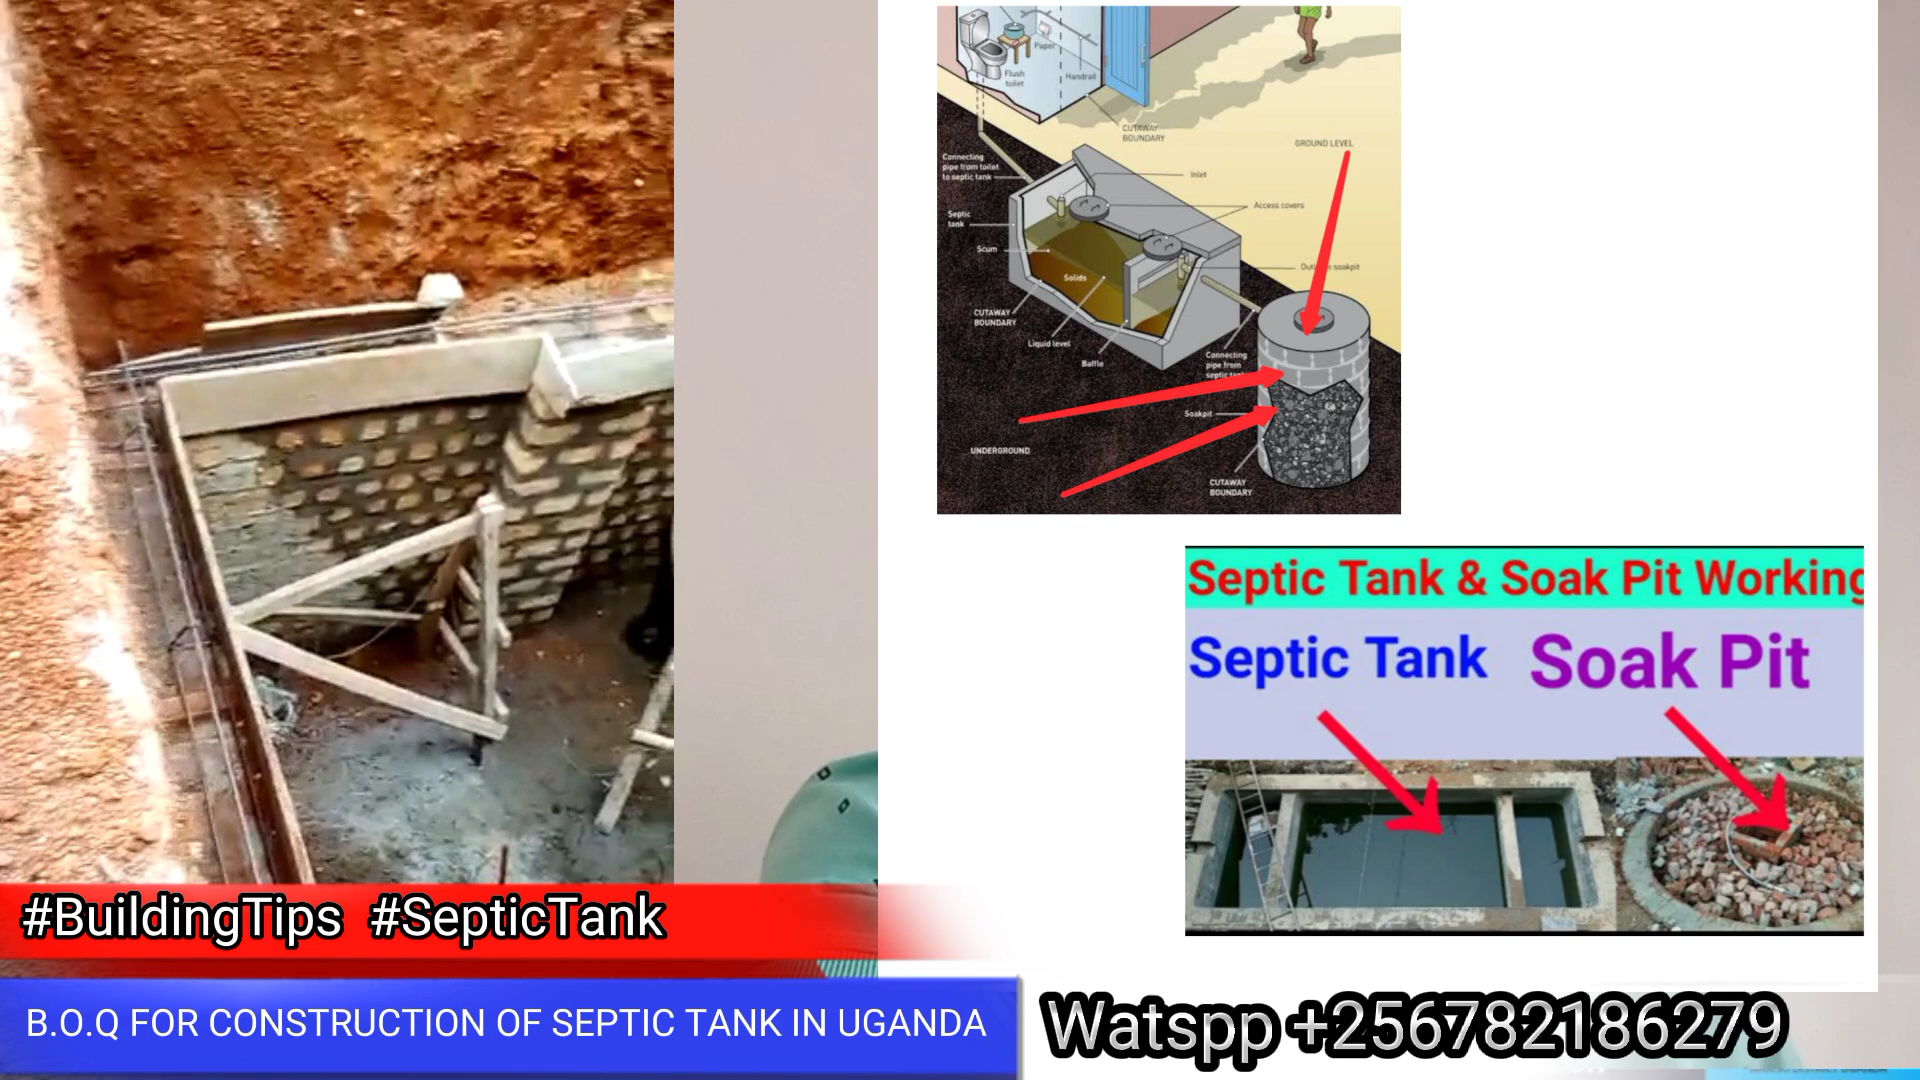 Paper
Flush
toilet
Handrail
CUTAWAY
BOUNDARY
GROUND LEVEL
Connecting
pipe from toilet
to septic tank
Inlet
Access covers
Septic
tank
Scum
Solids
CUTAWAY
BOUNDARY
Liquid level
Baffle
Connecting
pipe from
septic
Soakpit
UNDERGROUND
CUTAWAY
BOUNDARY
Septic Tank & Soak Pit Working
Septic Tank Soak Pit
#BuildingTips #SepticTank
B.O.Q FOR CONSTRUCTION OF SEPTIC TANK IN UGANDA
Watspp +256782186279